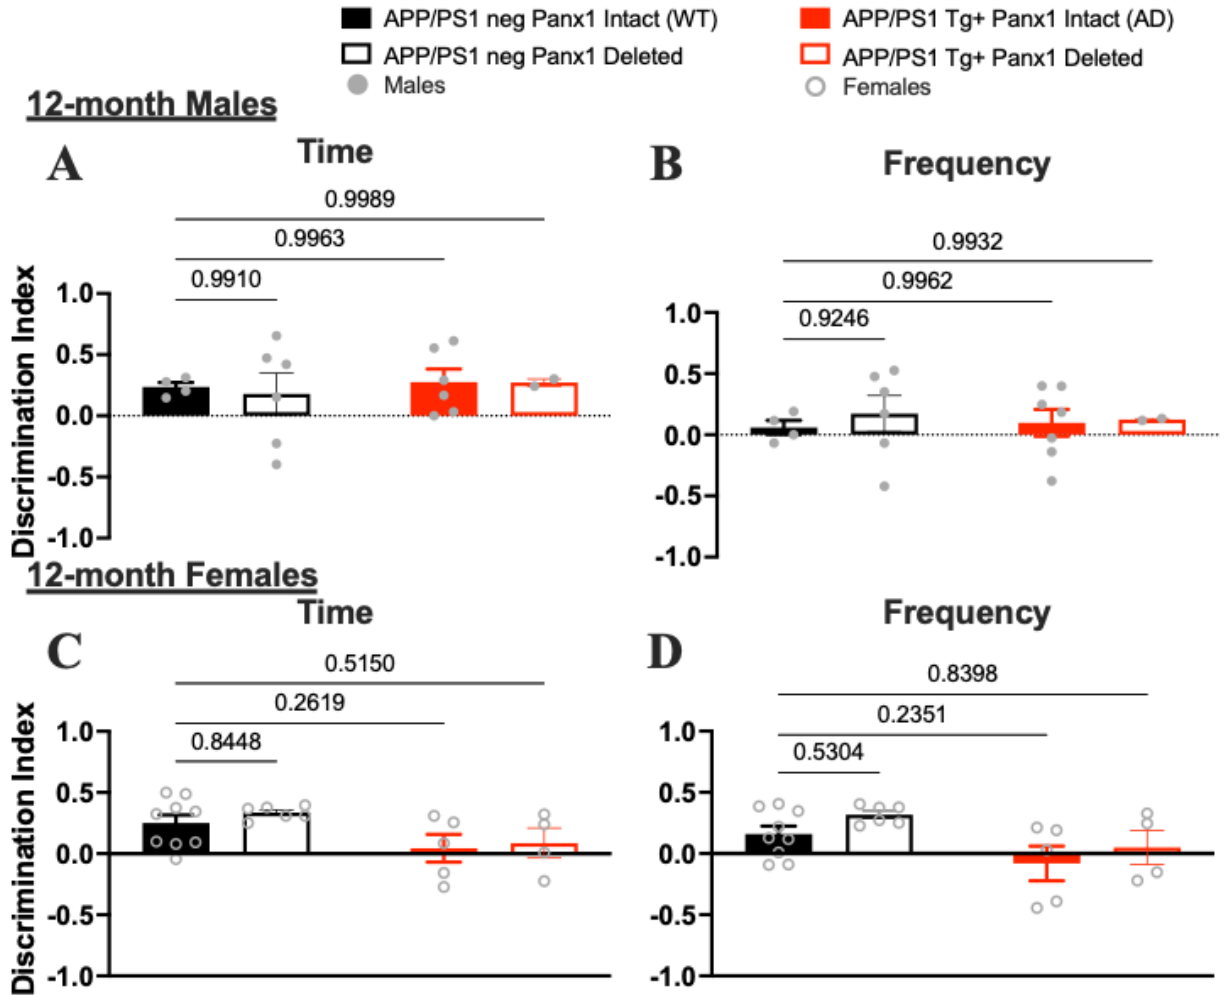 APP/PS1 neg Panx1 Intact (WT)
APP/PS1 Tg+ Panx1 Intact (AD)
APP/PS1 neg Panx1 Deleted
APP/PS1 Tg+ Panx1 Deleted
Males
Females
12-month Males
A
Time
B
Frequency
0.9989
0.9963
0.9910
0.9932
0.9962
0.9246
Discrimination Index
1.0
0.5
0.0
-0.5
-1.0
1.0
0.5
0.0
-0.5
-1.0
12-month Females
C
Time
D
Frequency
0.5150
0.2619
0.8448
0.8398
0.2351
0.5304
Discrimination Index
1.0
0.5
0.0
-0.5
-1.0
1.0
0.5
0.0
-0.5
-1.0